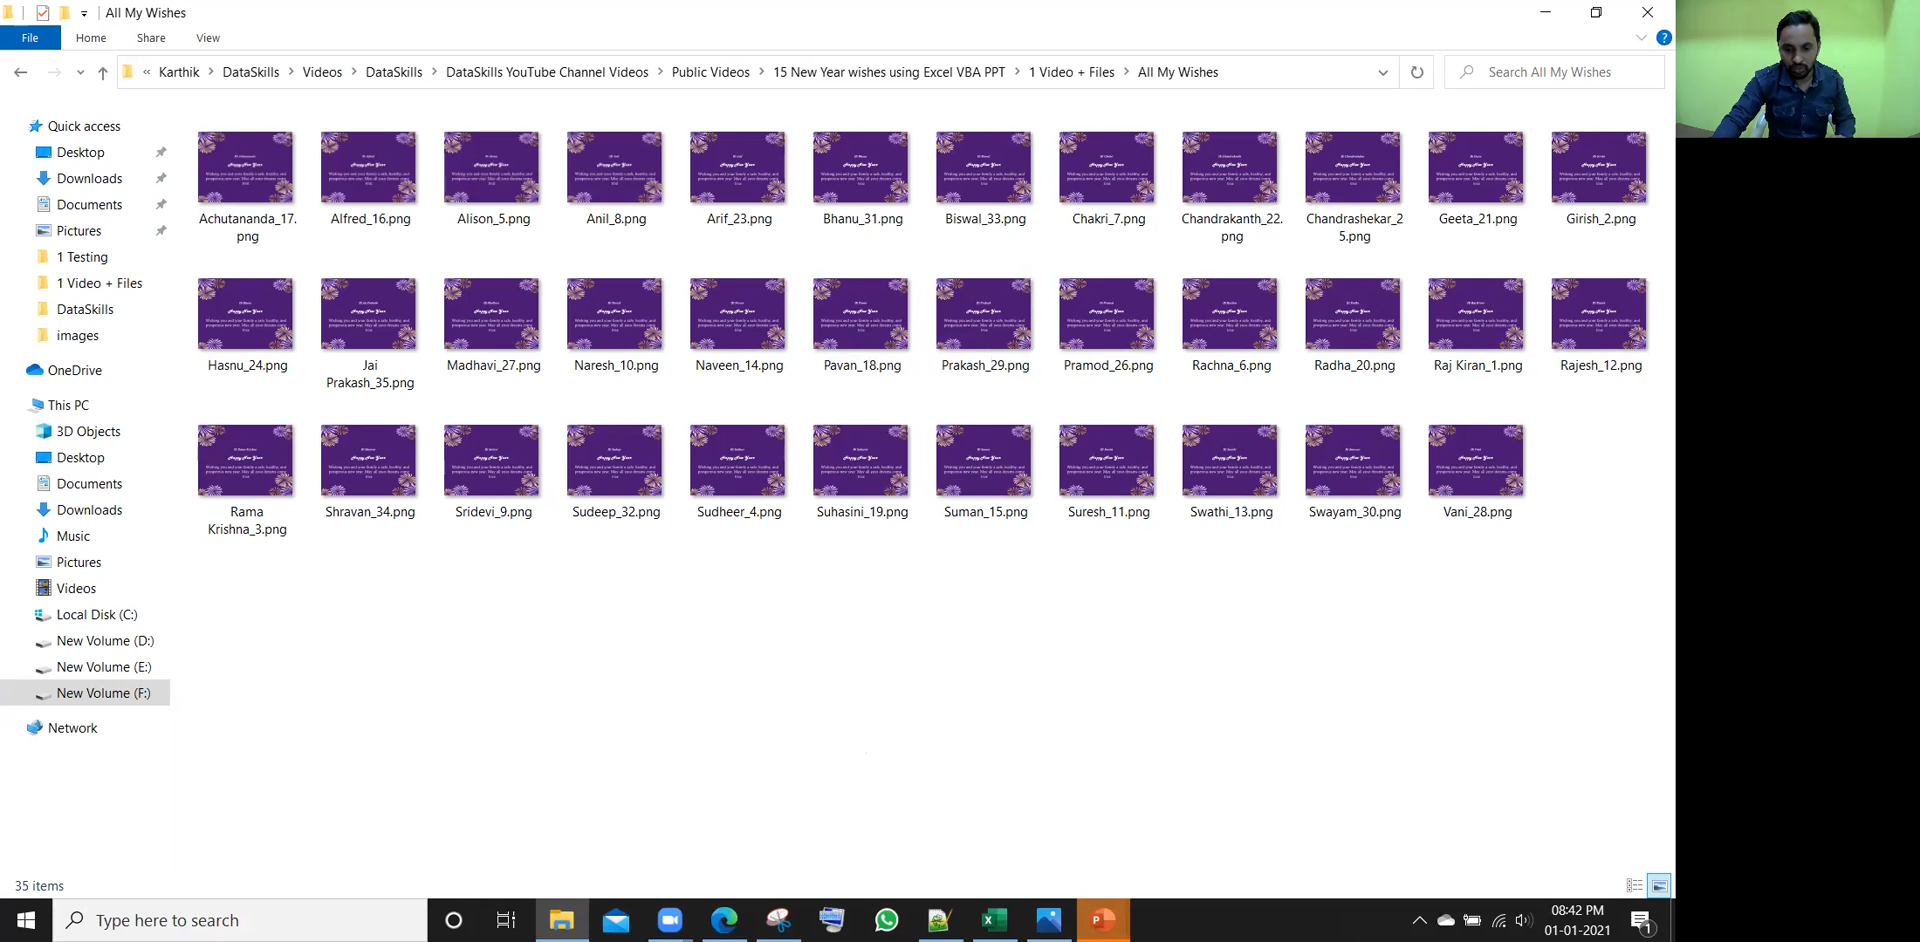 All My Wishes
File
Home
Share
View
?
« Karthik > DataSkills > Videos > DataSkills > DataSkills YouTube Channel Videos > Public Videos > 15 New Year wishes using Excel VBA PPT > 1 Video + Files > All My Wishes
Search All My Wishes
Quick access
Desktop
Downloads
Documents
Pictures
1 Testing
1 Video + Files
DataSkills
images
OneDrive
This PC
3D Objects
Desktop
Documents
Downloads
Music
Pictures
Videos
Local Disk (C:)
New Volume (D:)
New Volume (E:)
New Volume (F:)
Network
Achutananda_17.
png
Alfred_16.png
Alison_5.png
Anil_8.png
Arif_23.png
Bhanu_31.png
Biswal_33.png
Chakri_7.png
Chandrakanth_22.
png
Chandrashekar_2
5.png
Geeta_21.png
Girish_2.png
Hasnu_24.png
Jai
Prakash_35.png
Madhavi_27.png
Naresh_10.png
Naveen_14.png
Pavan_18.png
Prakash_29.png
Pramod_26.png
Rachna_6.png
Radha_20.png
Raj Kiran_1.png
Rajesh_12.png
Rama
Krishna_3.png
Shravan_34.png
Sridevi_9.png
Sudeep_32.png
Sudheer_4.png
Suhasini_19.png
Suman_15.png
Suresh_11.png
Swathi_13.png
Swayam_30.png
Vani_28.png
35 items
Type here to search
08:42 PM
01-01-2021
1